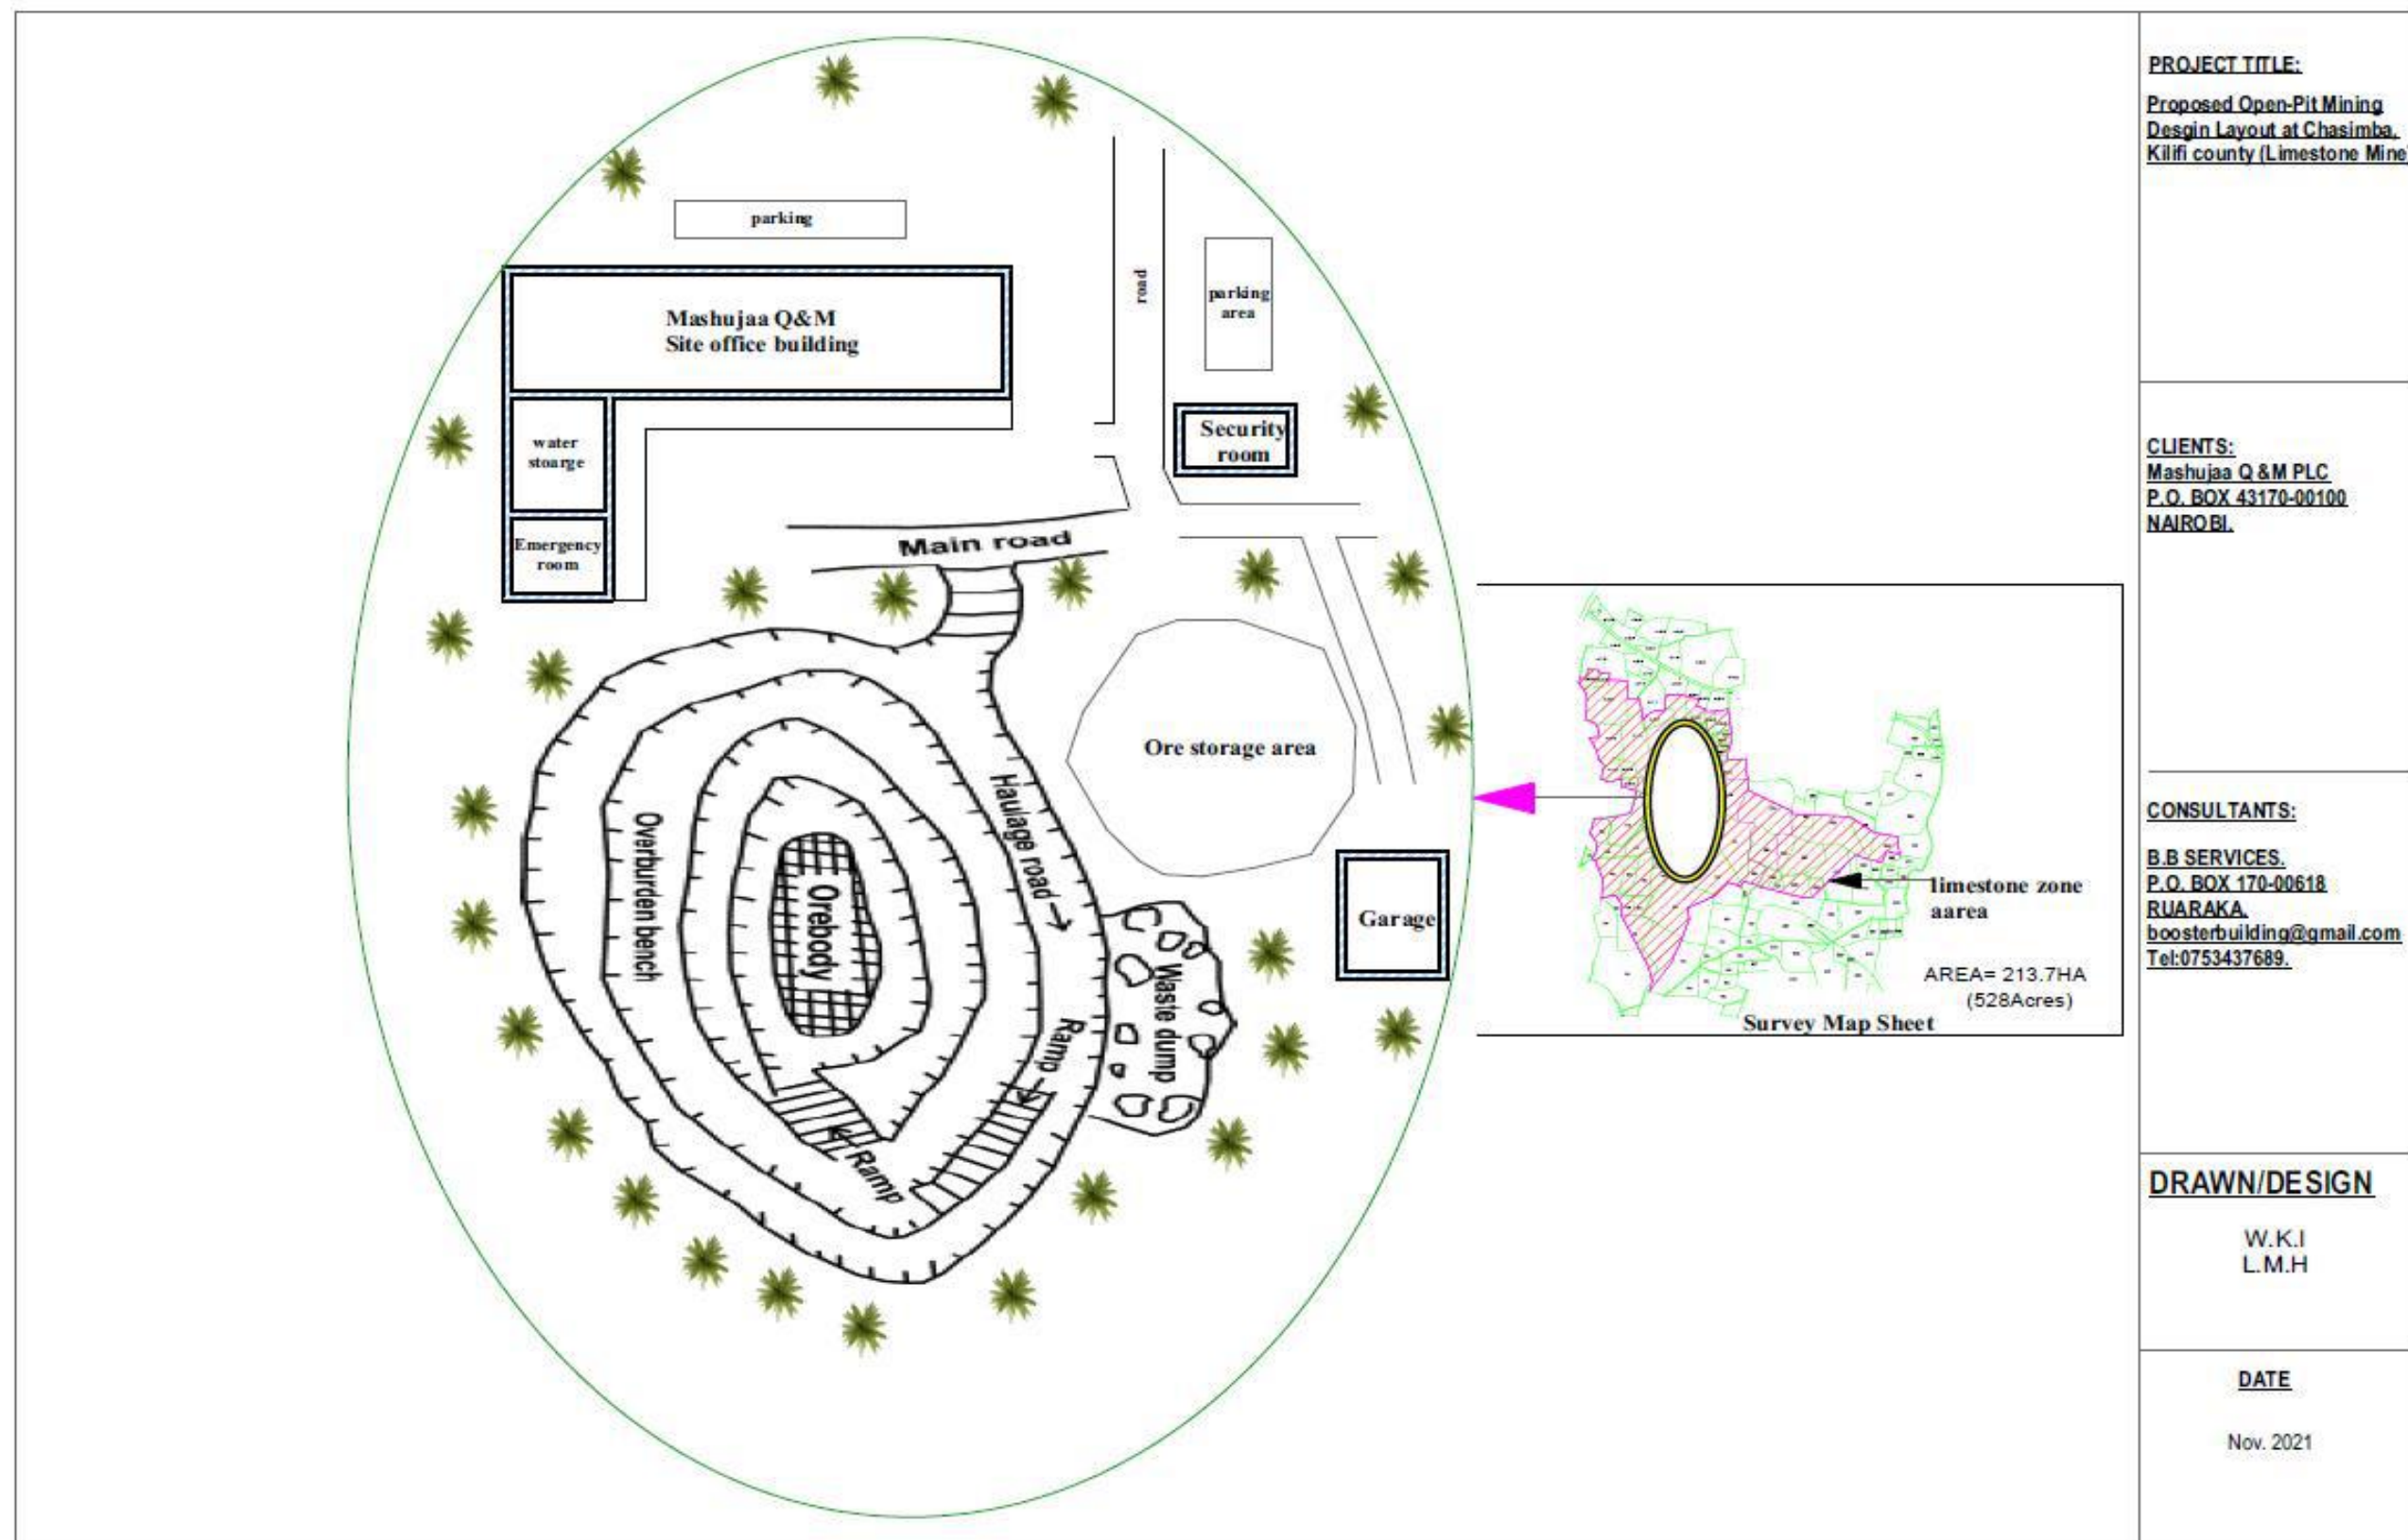 parking
road
parking
area
Mashujaa Q&M
Site office building
Security
room
water
stoarge
Emergency
room
Main road
Ore storage area
Haulage road
Overburden bench
Orebody
Garage
Waste dump
Ramp
Ramp
limestone zone
aarea
AREA= 213.7HA
(528Acres)
Survey Map Sheet
PROJECT TITLE:
Proposed Open-Pit Mining
Desgin Layout at Chasimba,
Kilifi county (Limestone Mine
CLIENTS:
Mashujaa Q &M PLC
P.O. BOX 43170-00100
NAIROBI.
CONSULTANTS:
B.B SERVICES.
P.O. BOX 170-00618
RUARAKA.
boosterbuilding@gmail.com
Tel:0753437689.
DRAWN/DESIGN
W.K.I
L.M.H
DATE
Nov. 2021